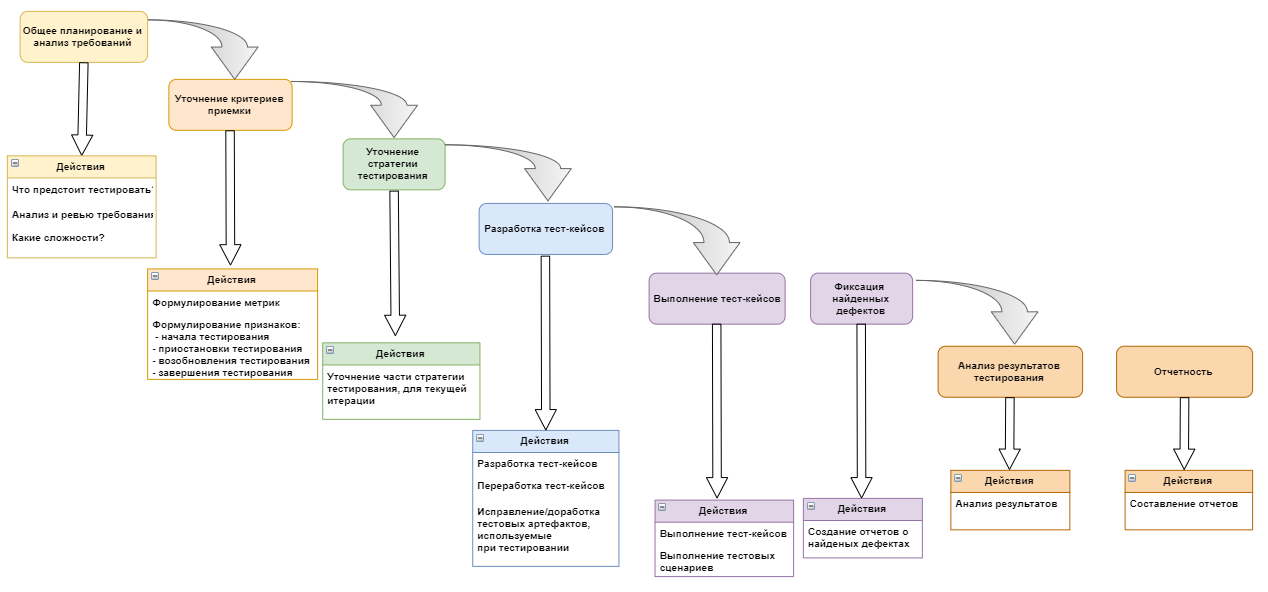 Общее планирование и
анализ требований
Действия
Что предстоит тестировать?
Анализ и ревью требования
Какие сложности?
Уточнение критериев
приемки
Действия
Формулирование метрик
Формулирование признаков:
- начала тестирования
- приостановки тестирования
- возобновления тестирования
- завершения тестирования
Уточнение
стратегии
тестирования
Действия
Уточнение части стратегии
тестирования, для текущей
итерации
Разработка тест-кейсов
Действия
Разработка тест-кейсов
Переработка тест-кейсов
Исправление/доработка
тестовых артефактов,
используемые
при тестировании
Выполнение тест-кейсов
Действия
Выполнение тест-кейсов
Выполнение тестовых
сценариев
Фиксация
найденных
дефектов
Действия
Создание отчетов о
найденых дефектах
Анализ результатов
тестирования
Действия
Анализ результатов
Отчетность
Действия
Составление отчетов